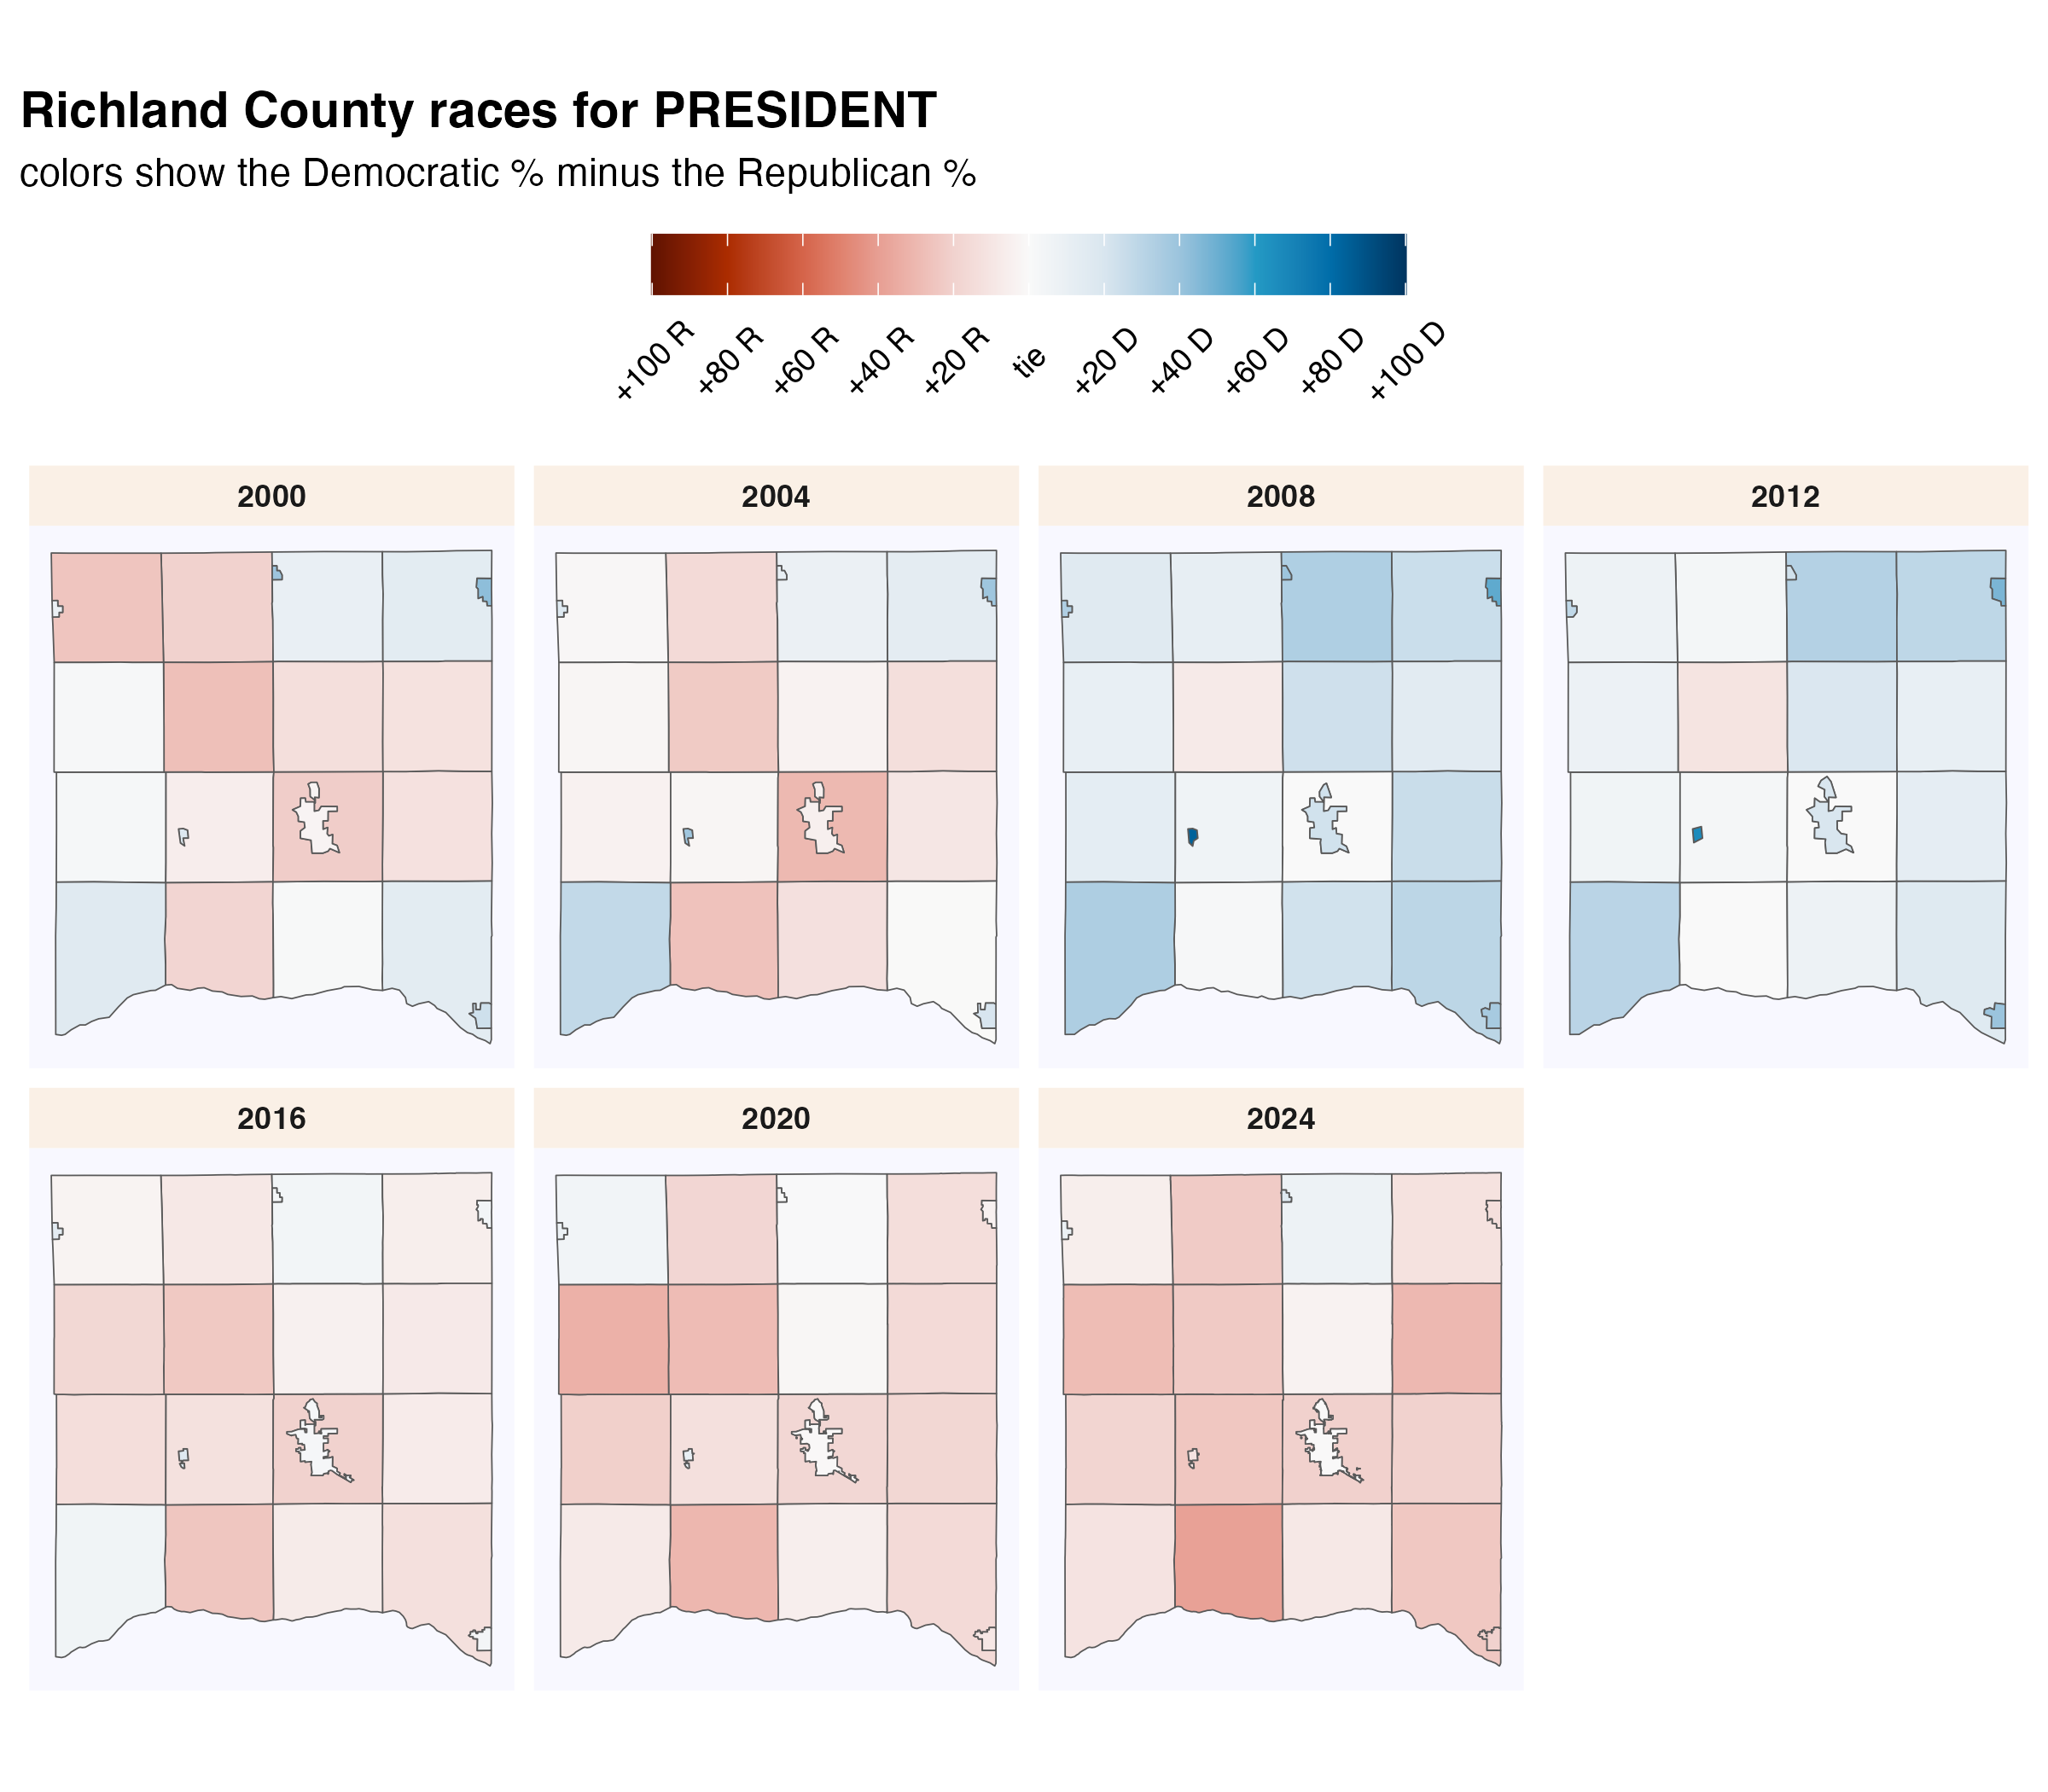 Richland County races for PRESIDENT
colors show the Democratic % minus the Republican %
+100 R +80 R +60 R +40 R +20 R tie +20 D +40 D +60 D +80 D +100 D
2000 2004 2008 2012
2016 2020 2024